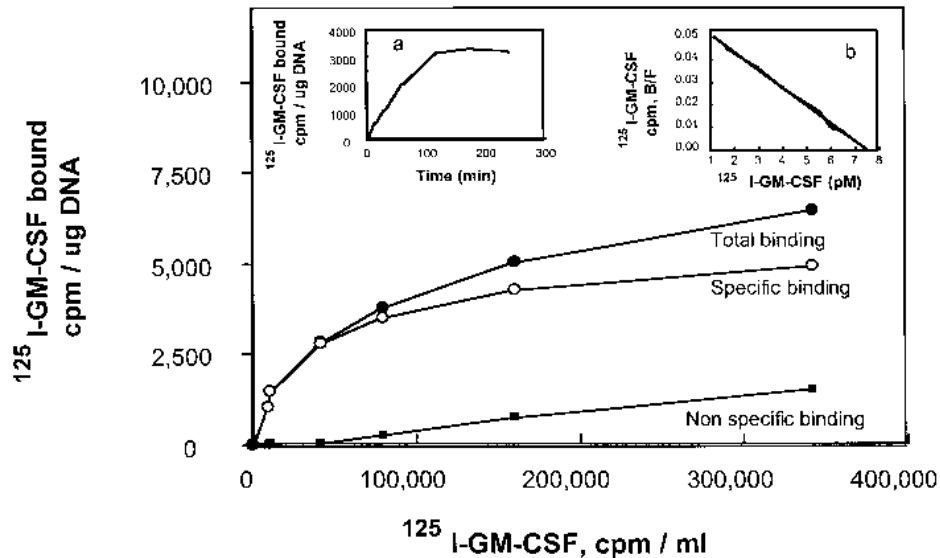 10,000
7,500
5,000
2,500
0
125 I-GM-CSF bound
cpm / ug DNA
0
100,000
200,000
300,000
400,000
125 I-GM-CSF, cpm / ml
Total binding
Specific binding
Non specific binding
a
4000
3000
2000
1000
0
125 I-GM-CSF bound
cpm / ug DNA
0
100
200
300
Time (min)
b
0.05
0.04
0.03
0.02
0.01
0.00
125 I-GM-CSF
cpm, B/F
1 2 3 4 5 6 7 8
125 I-GM-CSF (pM)